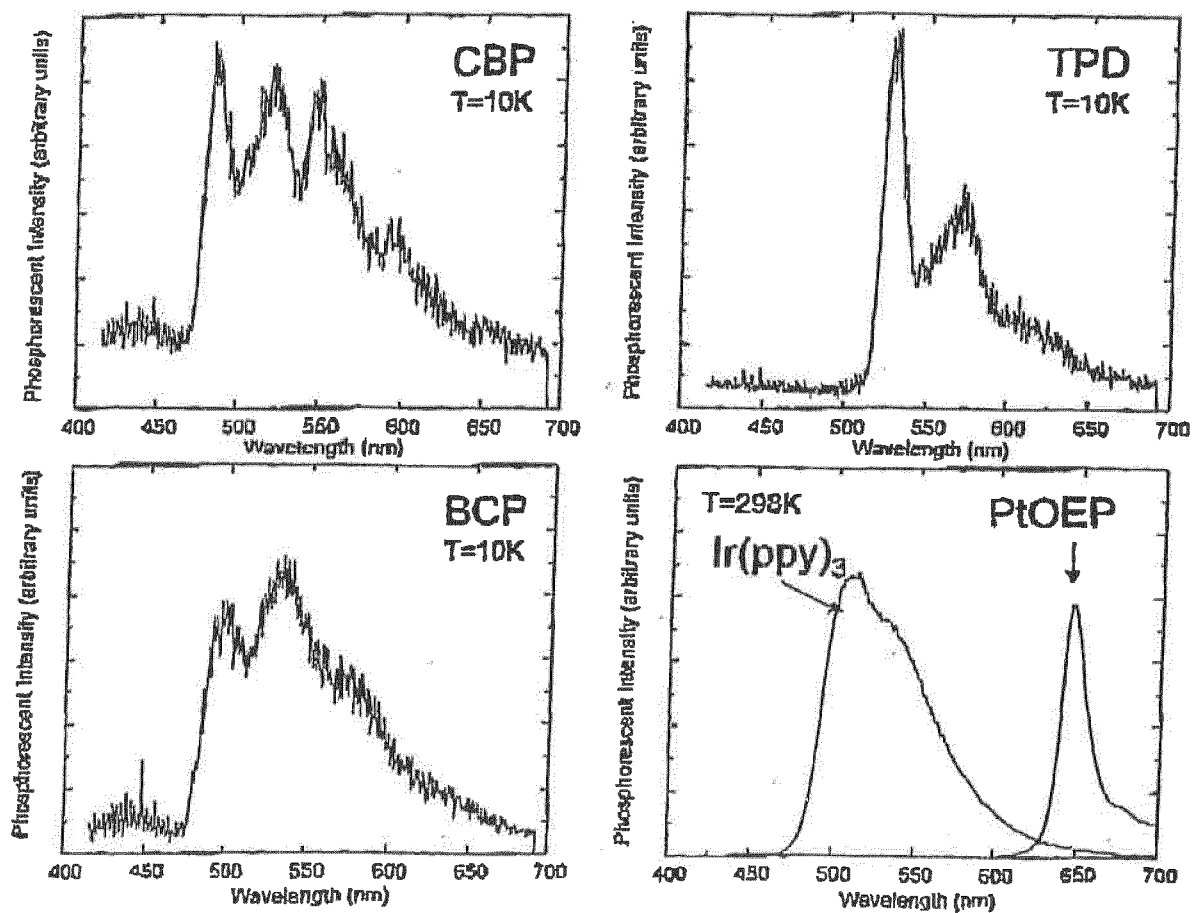 Phosphorescent Intensity (arbitrary units)
CBP
T=10K
400 450 500 550 600 650 700
Wavelength (nm)
Phosphorescent Intensity (arbitrary units)
TPD
T=10K
400 450 500 550 600 650 700
Wavelength (nm)
Phosphorescent Intensity (arbitrary units)
BCP
T=10K
400 450 500 550 600 650 700
Wavelength (nm)
Phosphorescent Intensity (arbitrary units)
T=298K
PtOEP
Ir(ppy)3
400 450 500 550 600 650 700
Wavelength (nm)